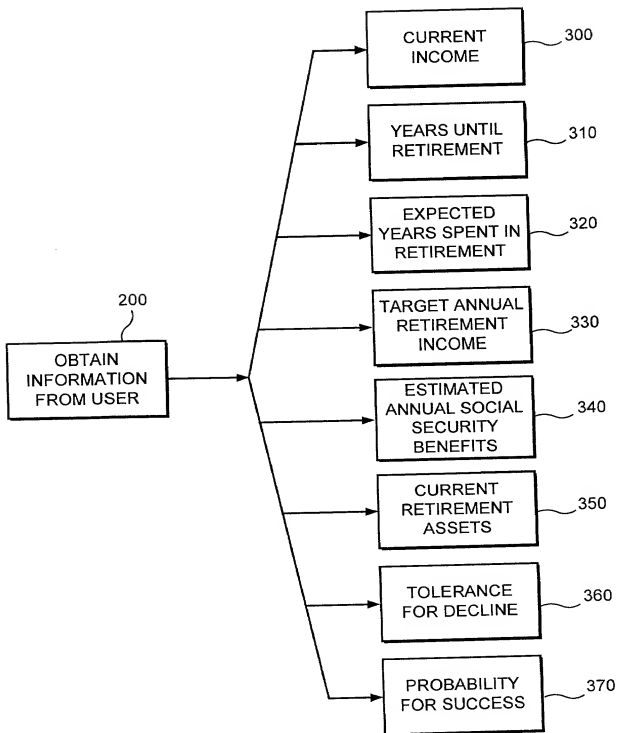 CURRENT
INCOME
300
YEARS UNTIL
RETIREMENT
310
EXPECTED
YEARS SPENT IN
RETIREMENT
320
200
OBTAIN
INFORMATION
FROM USER
TARGET ANNUAL
RETIREMENT
INCOME
330
ESTIMATED
ANNUAL SOCIAL
SECURITY
BENEFITS
340
CURRENT
RETIREMENT
ASSETS
350
TOLERANCE
FOR DECLINE
360
PROBABILITY
FOR SUCCESS
370